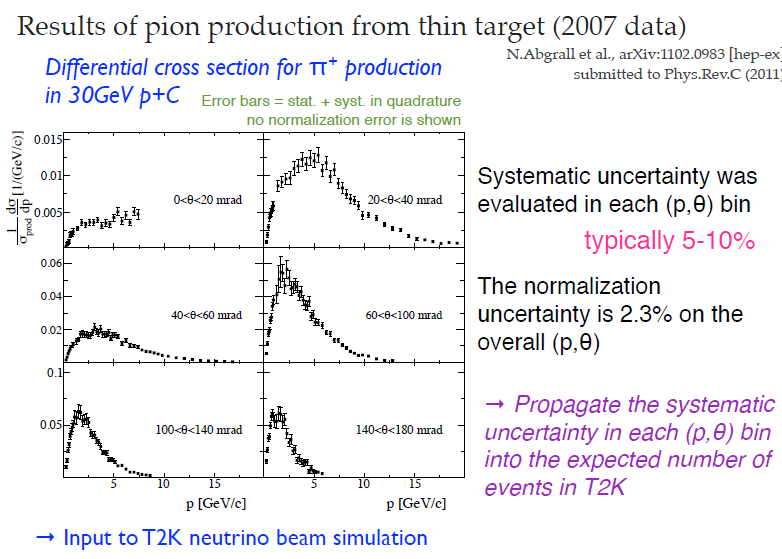 Results of pion production from thin target (2007 data)
N.Abgrall et al., arXiv:1102.0983 [hep-ex]
submitted to Phys.Rev.C (2011)
Differential cross section for π⁺ production
in 30GeV p+C
Error bars = stat. + syst. in quadrature
no normalization error is shown
1/σprod dσ/dp [1/(GeV/c)]
0.015
0.01
0.005
0<θ<20 mrad
20<θ<40 mrad
0.06
0.04
0.02
40<θ<60 mrad
60<θ<100 mrad
0.1
0.05
100<θ<140 mrad
140<θ<180 mrad
5 10 15
5 10 15
p [GeV/c]
p [GeV/c]
Systematic uncertainty was
evaluated in each (p,θ) bin
typically 5-10%
The normalization
uncertainty is 2.3% on the
overall (p,θ)
→ Propagate the systematic
uncertainty in each (p,θ) bin
into the expected number of
events in T2K
→ Input to T2K neutrino beam simulation